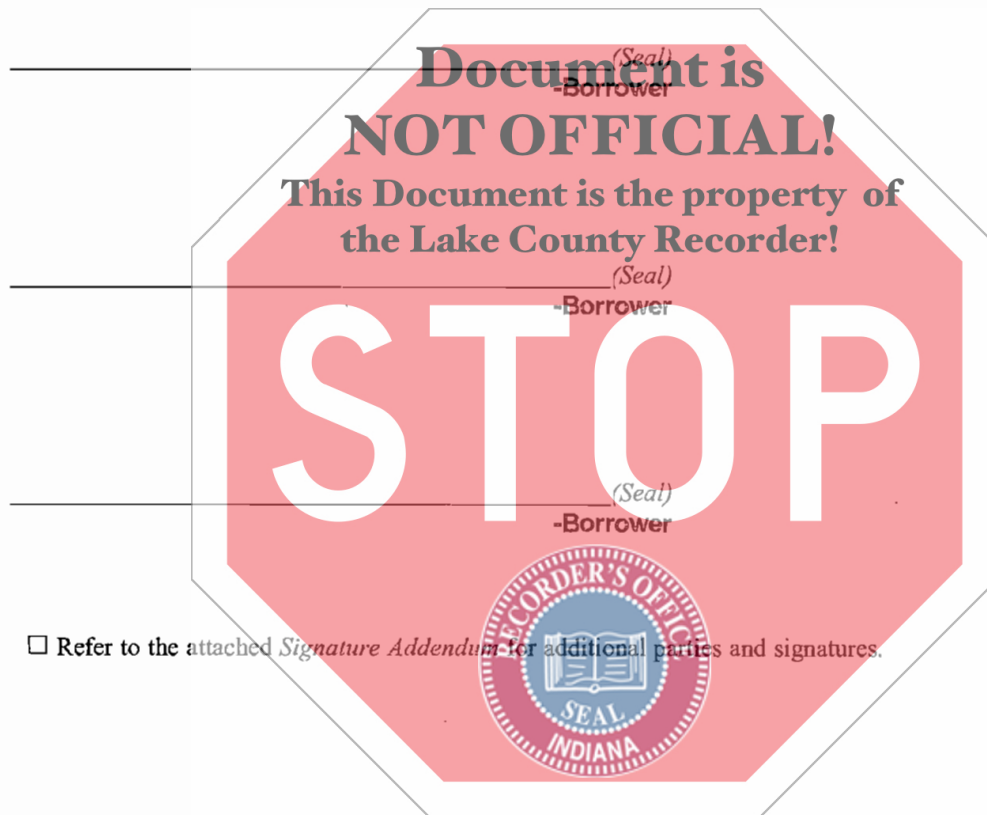 Document is
(Seal)
-Borrower
NOT OFFICIAL!
This Document is the property of
the Lake County Recorder!
(Seal)
-Borrower
STOP
(Seal)
-Borrower
RECORDER'S OFFICE
☐ Refer to the attached Signature Addendum for additional parties and signatures.
SEAL
INDIANA